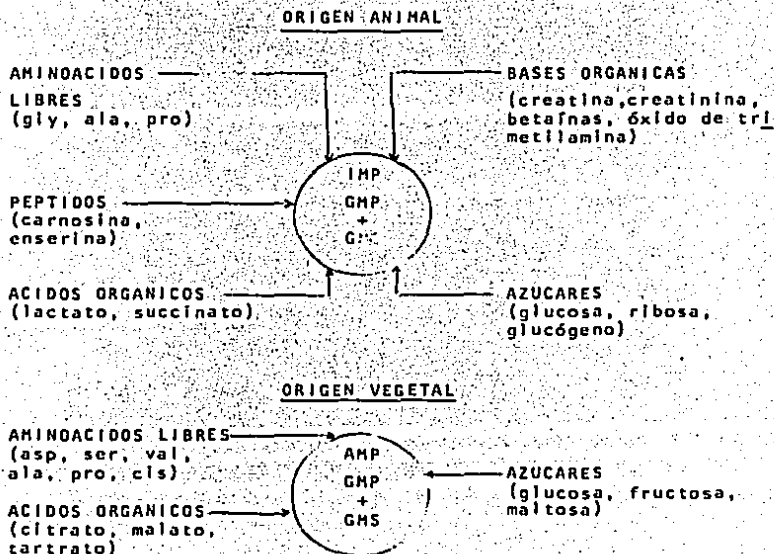 ORIGEN ANIMAL
AMINOACIDOS
LIBRES
(gly, ala, pro)
BASES ORGANICAS
(creatina,creatinina,
betaínas, óxido de tri
metilamina)
PEPTIDOS
(carnosina,
enserina)
IMP
GMP
+
ACIDOS ORGANICOS
(lactato, succinato)
AZUCARES
(glucosa, ribosa,
glucógeno)
ORIGEN VEGETAL
AMINOACIDOS LIBRES
(asp, ser, val,
ala, pro, cis)
AMP
GMP
+
GMS
AZUCARES
(glucosa, fructosa,
maltosa)
ACIDOS ORGANICOS
(citrato, malato,
tartrato)